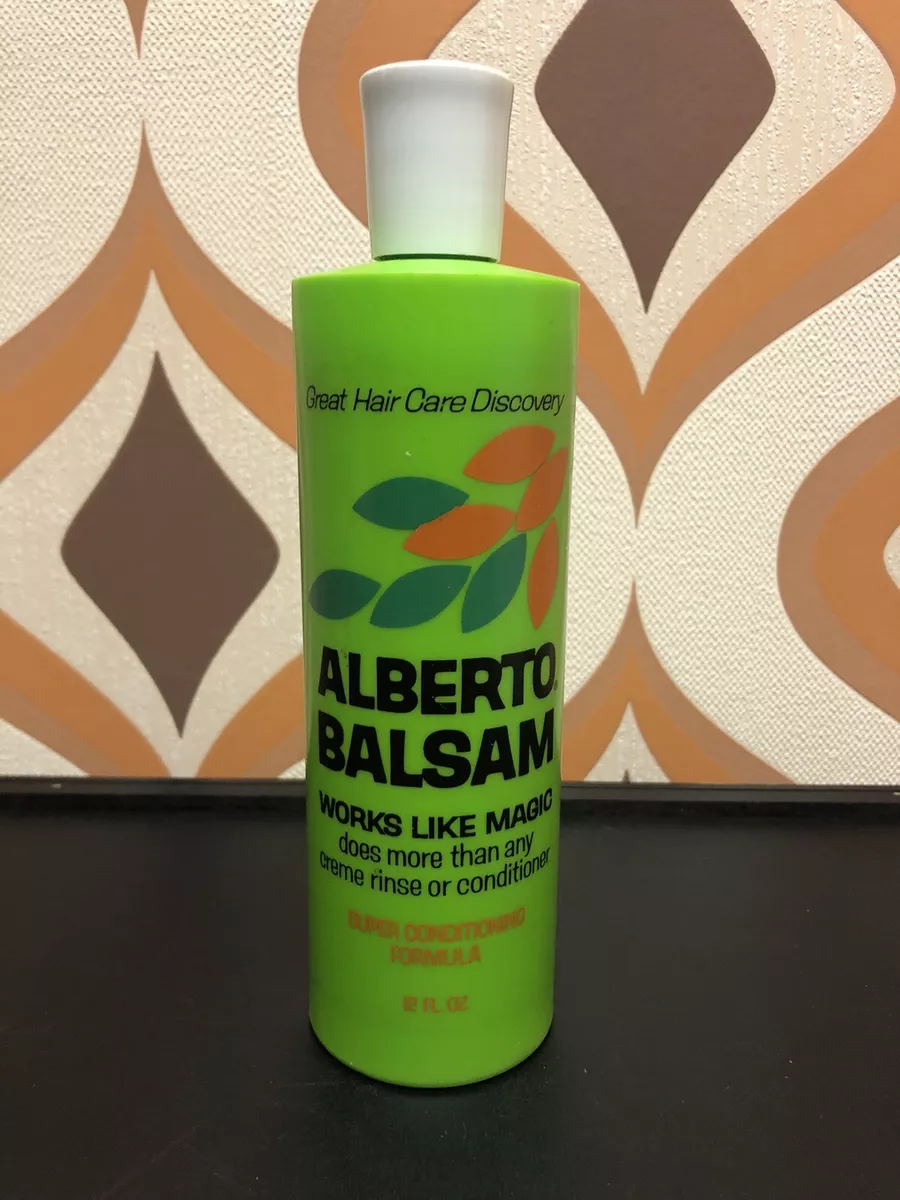 Great Hair Care Discovery
ALBERTO
BALSAM
WORKS LIKE MAGIC
does more than any
creme rinse or conditioner
SUPER CONDITIONING
FORMULA
12 FL. OZ.